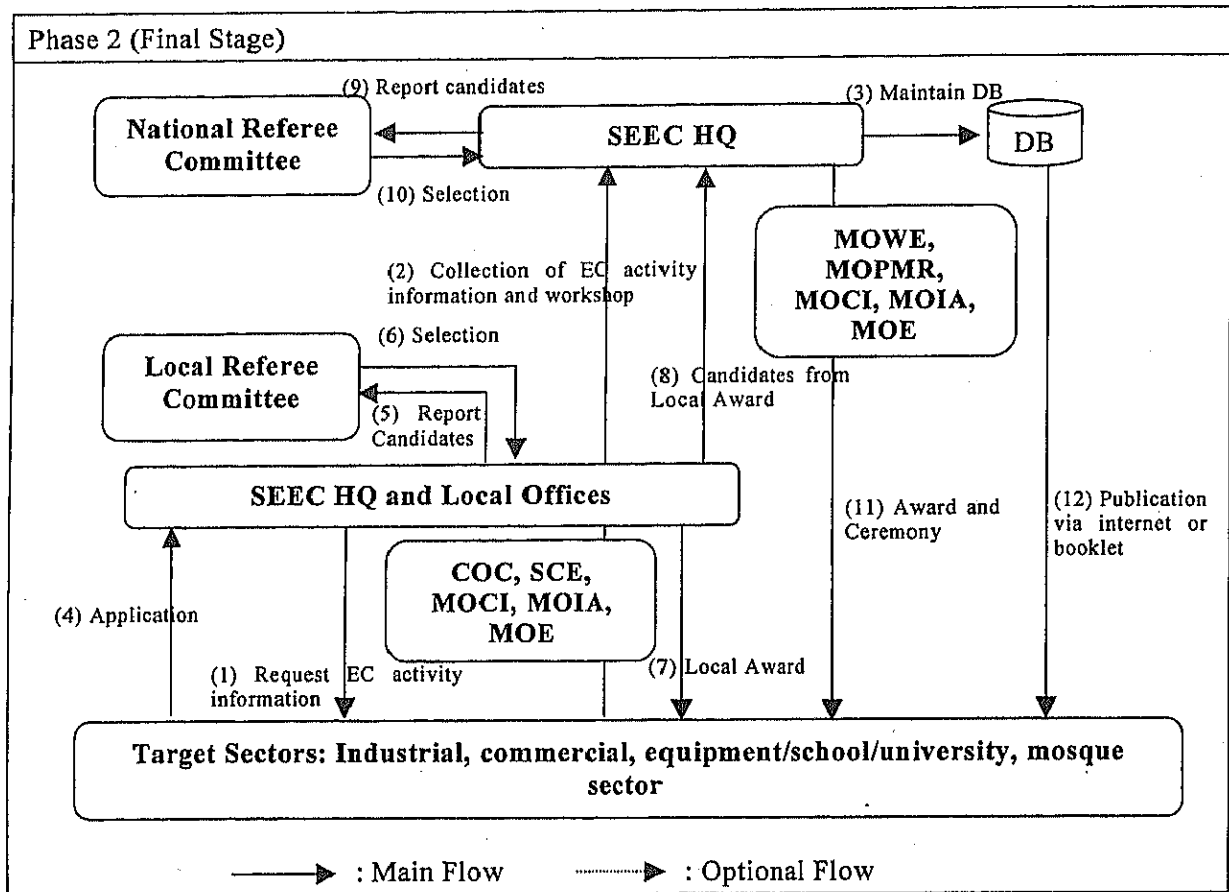 Phase 2 (Final Stage)
(9) Report candidates
(3) Maintain DB
National Referee
Committee
SEEC HQ
DB
(10) Selection
MOWE,
MOPMR,
MOCI, MOIA,
MOE
(2) Collection of EC activity
information and workshop
(6) Selection
Local Referee
Committee
(8) Candidates from
Local Award
(5) Report
Candidates
SEEC HQ and Local Offices
(11) Award and
Ceremony
(12) Publication
via internet or
booklet
COC, SCE,
MOCI, MOIA,
MOE
(4) Application
(1) Request EC activity
information
(7) Local Award
Target Sectors: Industrial, commercial, equipment/school/university, mosque
sector
: Main Flow
: Optional Flow